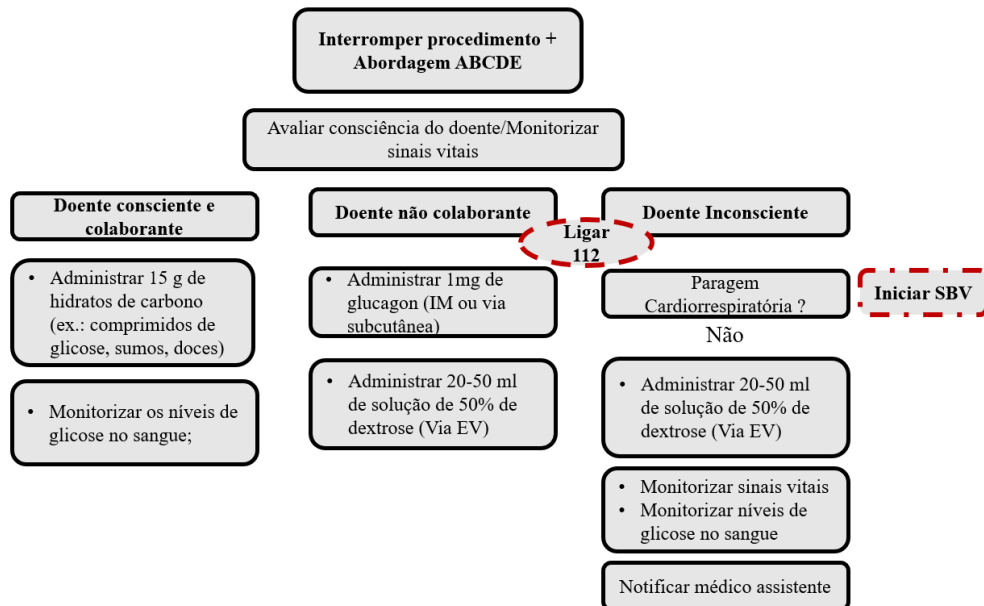 Interromper procedimento +
Abordagem ABCDE
Avaliar consciência do doente/Monitorizar
sinais vitais
Doente consciente e
colaborante
• Administrar 15 g de
hidratos de carbono
(ex.: comprimidos de
glicose, sumos, doces)
• Monitorizar os níveis de
glicose no sangue;
Doente não colaborante
Ligar
112
• Administrar 1mg de
glucagon (IM ou via
subcutânea)
• Administrar 20-50 ml
de solução de 50% de
dextrose (Via EV)
Doente Inconsciente
Paragem
Cardiorrespiratória ?
Iniciar SBV
Não
• Administrar 20-50 ml
de solução de 50% de
dextrose (Via EV)
• Monitorizar sinais vitais
• Monitorizar níveis de
glicose no sangue
Notificar médico assistente